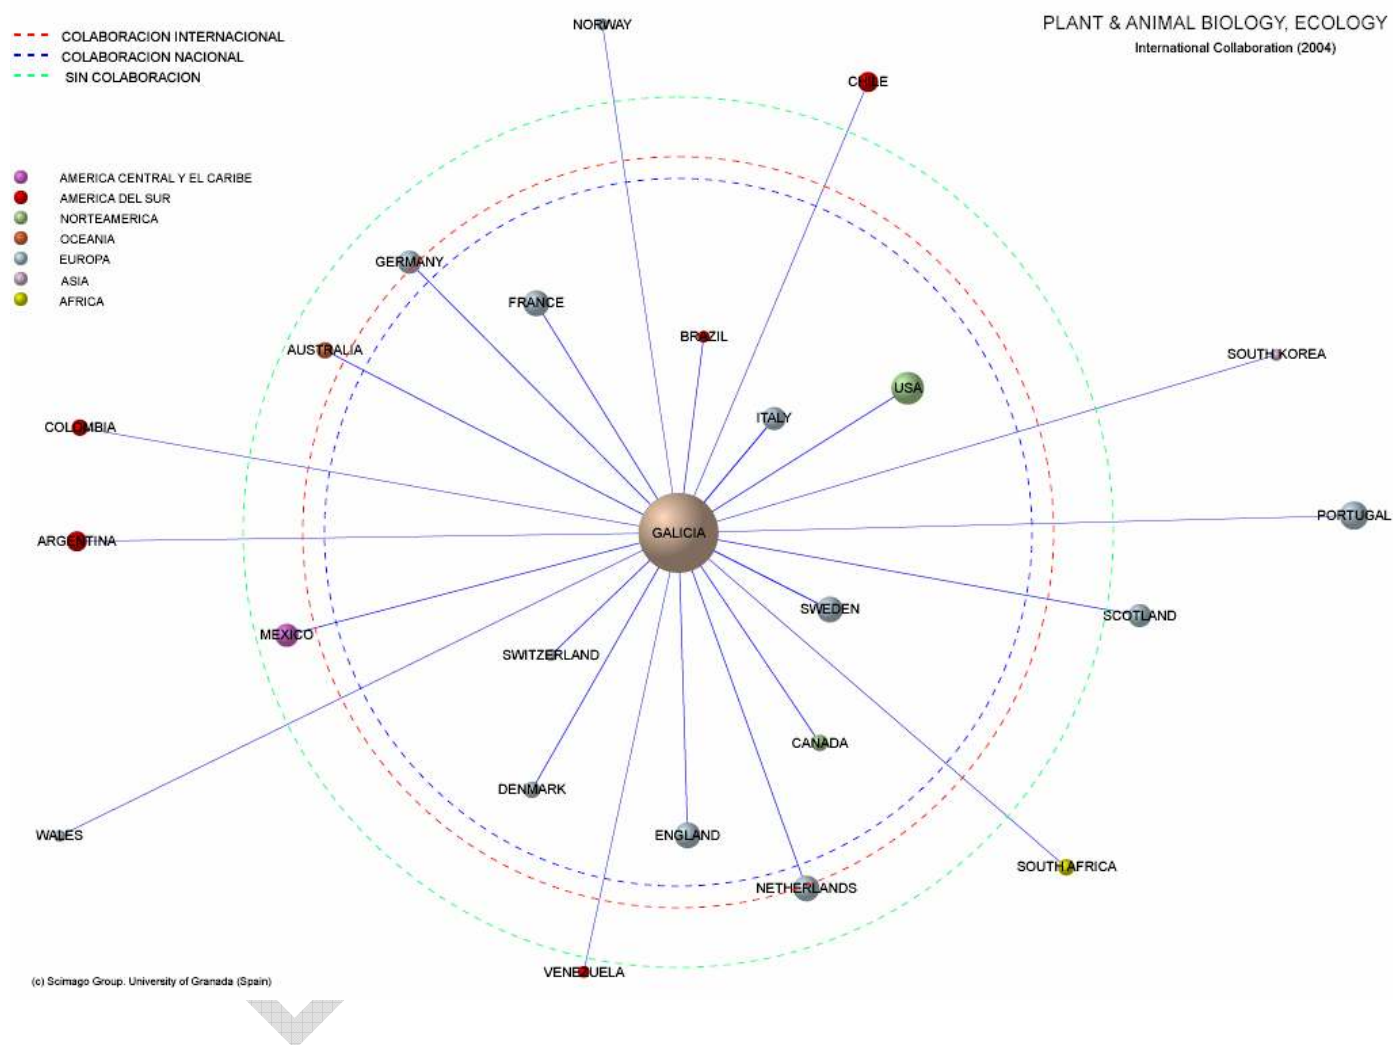 NORWAY
PLANT & ANIMAL BIOLOGY, ECOLOGY
International Collaboration (2004)
COLABORACION INTERNACIONAL
COLABORACION NACIONAL
SIN COLABORACION
CHILE
AMERICA CENTRAL Y EL CARIBE
AMERICA DEL SUR
NORTEAMERICA
OCEANIA
EUROPA
ASIA
AFRICA
GERMANY
FRANCE
BRAZIL
AUSTRALIA
SOUTH KOREA
USA
ITALY
COLOMBIA
PORTUGAL
GALICIA
ARGENTINA
SWEDEN
SCOTLAND
MEXICO
SWITZERLAND
CANADA
DENMARK
WALES
ENGLAND
SOUTH AFRICA
NETHERLANDS
VENEZUELA
(c) Scimago Group. University of Granada (Spain)